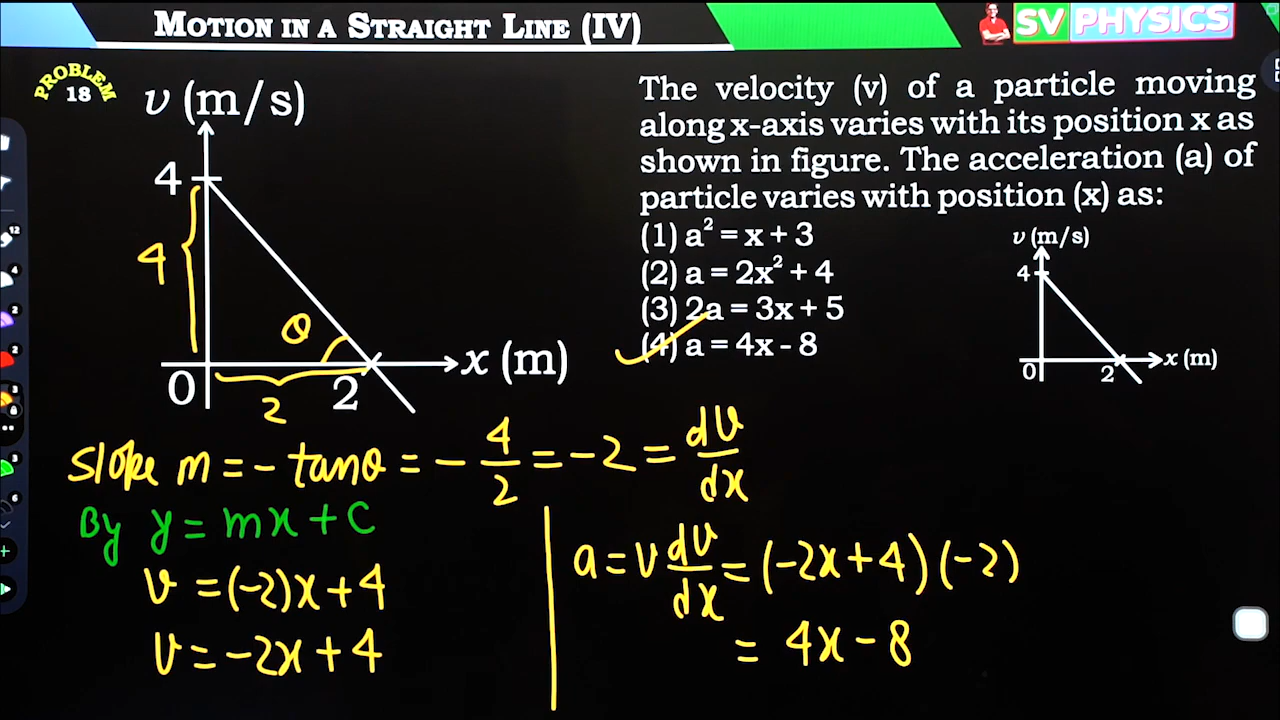 MOTION IN A STRAIGHT LINE (IV)
SV PHYSICS
PROBLEM
18
v (m/s)
4
4
θ
0
2
2
x (m)
The velocity (v) of a particle moving
along x-axis varies with its position x as
shown in figure. The acceleration (a) of
particle varies with position (x) as:
(1) a² = x + 3
(2) a = 2x² + 4
(3) 2a = 3x + 5
(4) a = 4x - 8
v (m/s)
4
0
2
x (m)
Slope m = - tanθ = - 4/2 = -2 = dv/dx
By y = mx + C
v = (-2)x + 4
v = -2x + 4
a = v dv/dx = (-2x + 4) (-2)
= 4x - 8